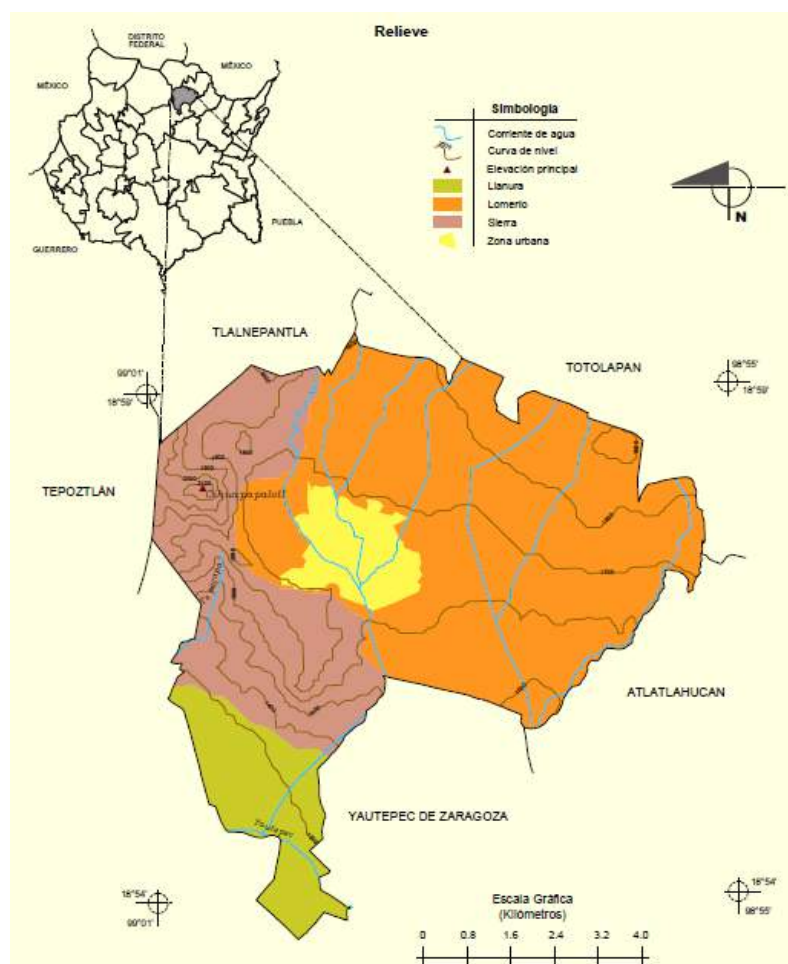 Relieve
DISTRITO
FEDERAL
MÉXICO
MÉXICO
PUEBLA
GUERRERO
Simbología
Corriente de agua
Curva de nivel
Elevación principal
Llanura
Lomerío
Sierra
Zona urbana
N
TLALNEPANTLA
TOTOLAPAN
99°01'
18°59'
98°55'
18°59'
TEPOZTLÁN
ATLATLAHUCAN
YAUTEPEC DE ZARAGOZA
Yautepec
18°54'
99°01'
18°54'
98°55'
Escala Gráfica
(Kilómetros)
0 0.8 1.6 2.4 3.2 4.0